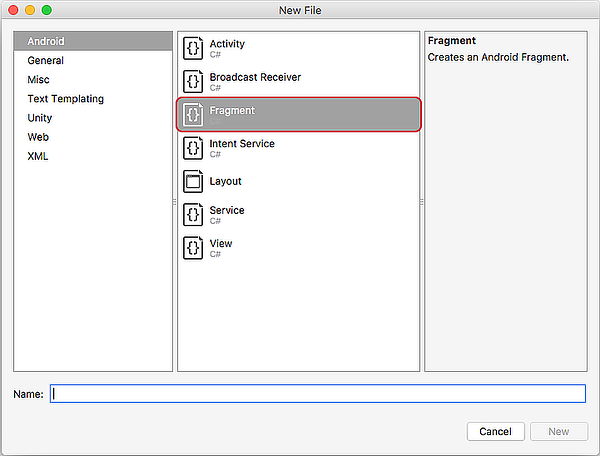 New File
Android
General
Misc
Text Templating
Unity
Web
XML
Activity
C#
Broadcast Receiver
C#
Fragment
Intent Service
C#
Layout
Service
C#
View
C#
Fragment
Creates an Android Fragment.
Name:
Cancel
New